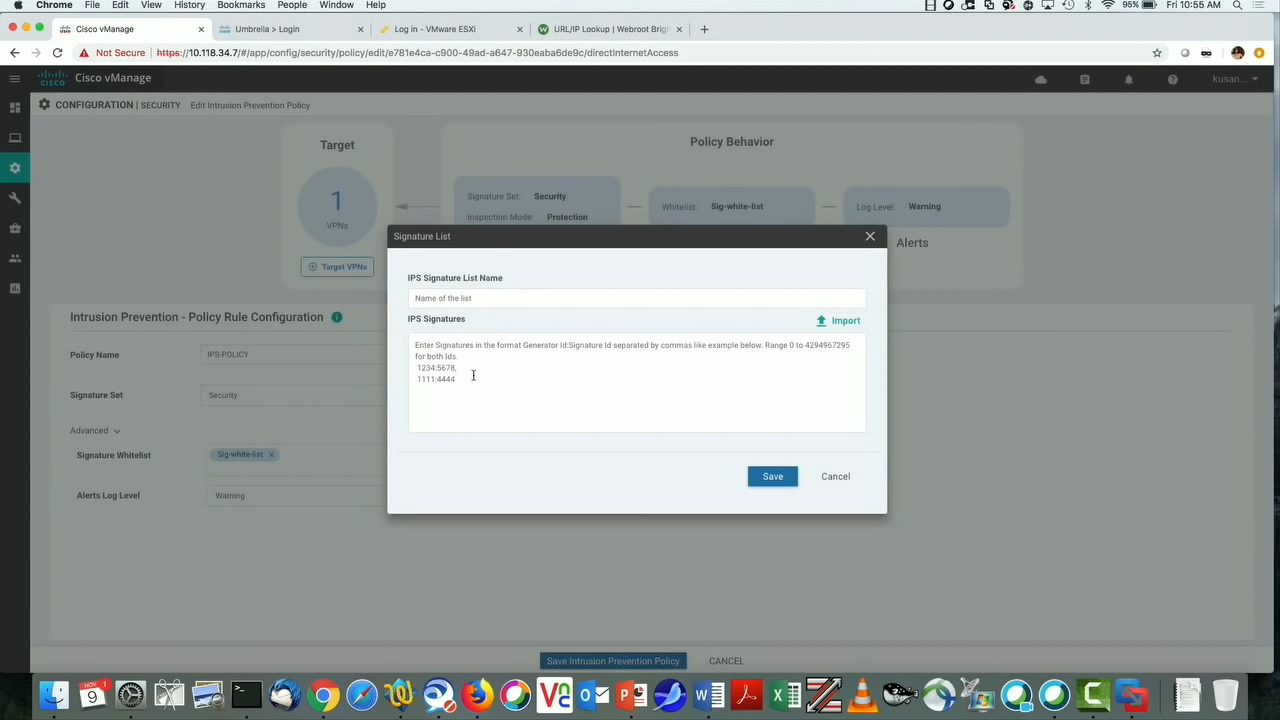 Chrome File Edit View History Bookmarks People Window Help 95% Fri 10:55 AM
Cisco vManage
Umbrella > Login
Log in - VMware ESXi
URL/IP Lookup | Webroot Brigh
Not Secure https://10.118.34.7/#/app/config/security/policy/edit/e781e4ca-c900-49ad-a647-930eaba6de9c/directInternetAccess
CISCO Cisco vManage kusan...
CONFIGURATION | SECURITY Edit Intrusion Prevention Policy
Target
Policy Behavior
1
VPNs
Target VPNs
Signature Set: Security
Inspection Mode: Protection
Whitelist: Sig-white-list
Log Level: Warning
Alerts
Signature List
IPS Signature List Name
Name of the list
IPS Signatures
Import
Enter Signatures in the format Generator Id:Signature Id separated by commas like example below. Range 0 to 4294967295
for both Ids.
1234:5678,
1111:4444
Save Cancel
Intrusion Prevention - Policy Rule Configuration
Policy Name IPS-POLICY
Signature Set Security
Advanced
Signature Whitelist Sig-white-list
Alerts Log Level Warning
Save Intrusion Prevention Policy CANCEL
NOV
9